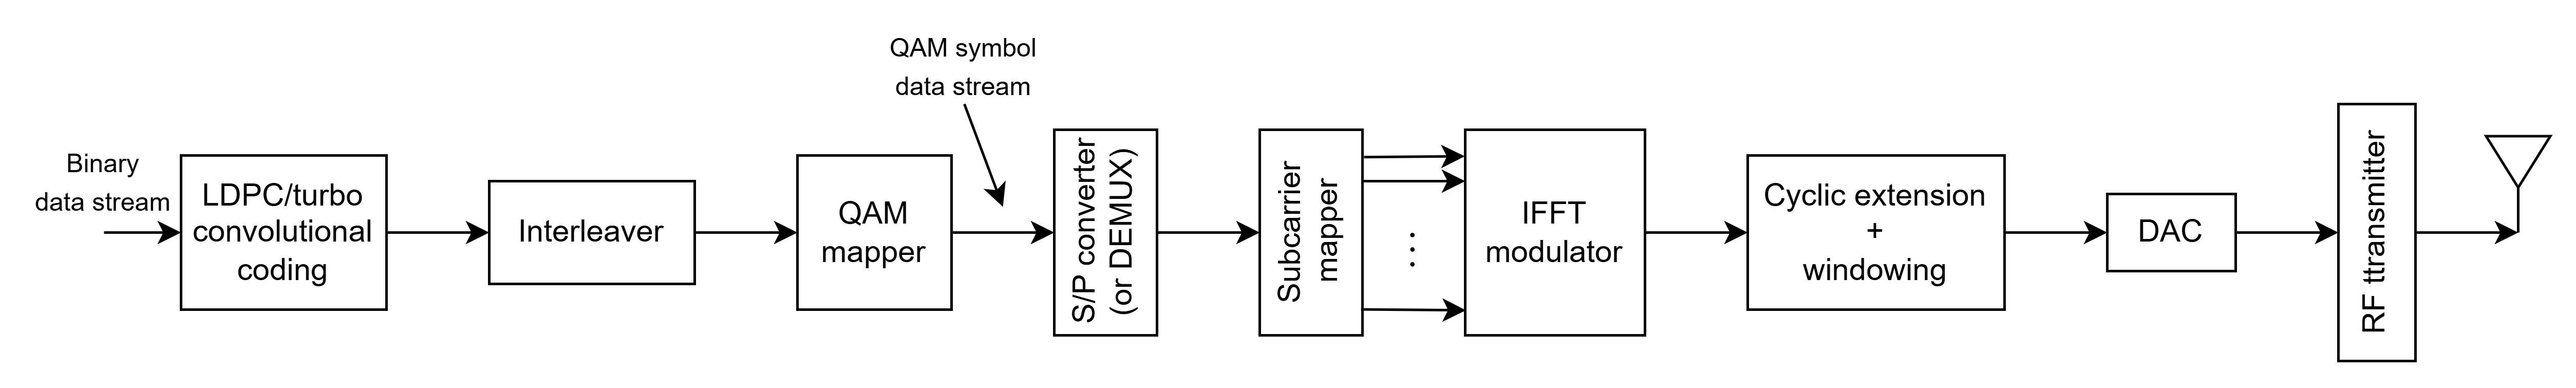 QAM symbol
data stream
Binary
data stream
LDPC/turbo
convolutional
coding
Interleaver
QAM
mapper
S/P converter
(or DEMUX)
Subcarrier
mapper
IFFT
modulator
Cyclic extension
+
windowing
DAC
RF ttransmitter